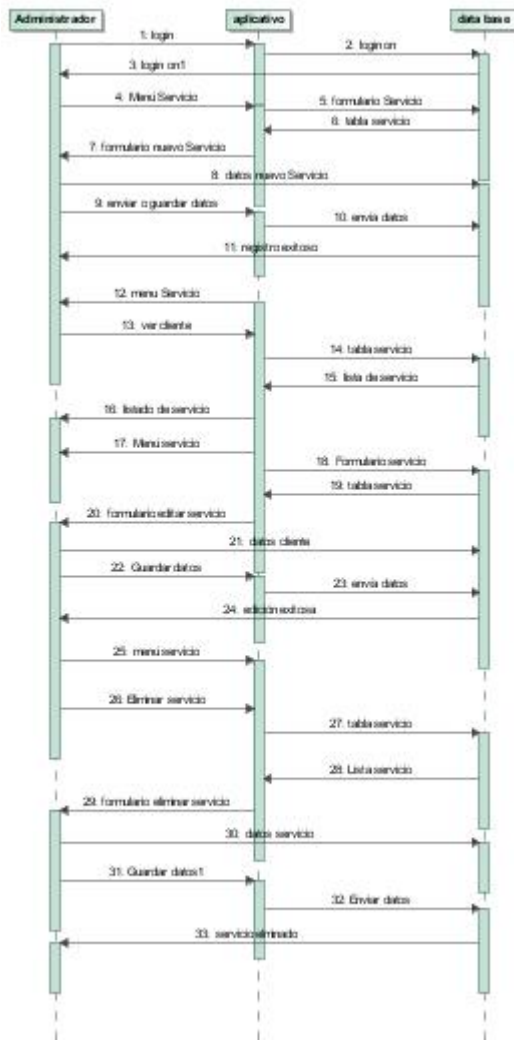 Administrador
aplicativo
data base
1: login
2: login on
3: login on1
4: Menú Servicio
5: formulario Servicio
6: tabla servicio
7: formulario nuevo Servicio
8: datos nuevo Servicio
9: enviar o guardar datos
10: envia datos
11: registro exitoso
12: menu Servicio
13: ver cliente
14: tabla servicio
15: lista de servicio
16: listado de servicio
17: Menú servicio
18: Formulario servicio
19: tabla servicio
20: formulario editar servicio
21: datos cliente
22: Guardar datos
23: envia datos
24: edición exitosa
25: menú servicio
26: Eliminar servicio
27: tabla servicio
28: Lista servicio
29: formulario eliminar servicio
30: datos servicio
31: Guardar datos1
32: Enviar datos
33: servicio elminado